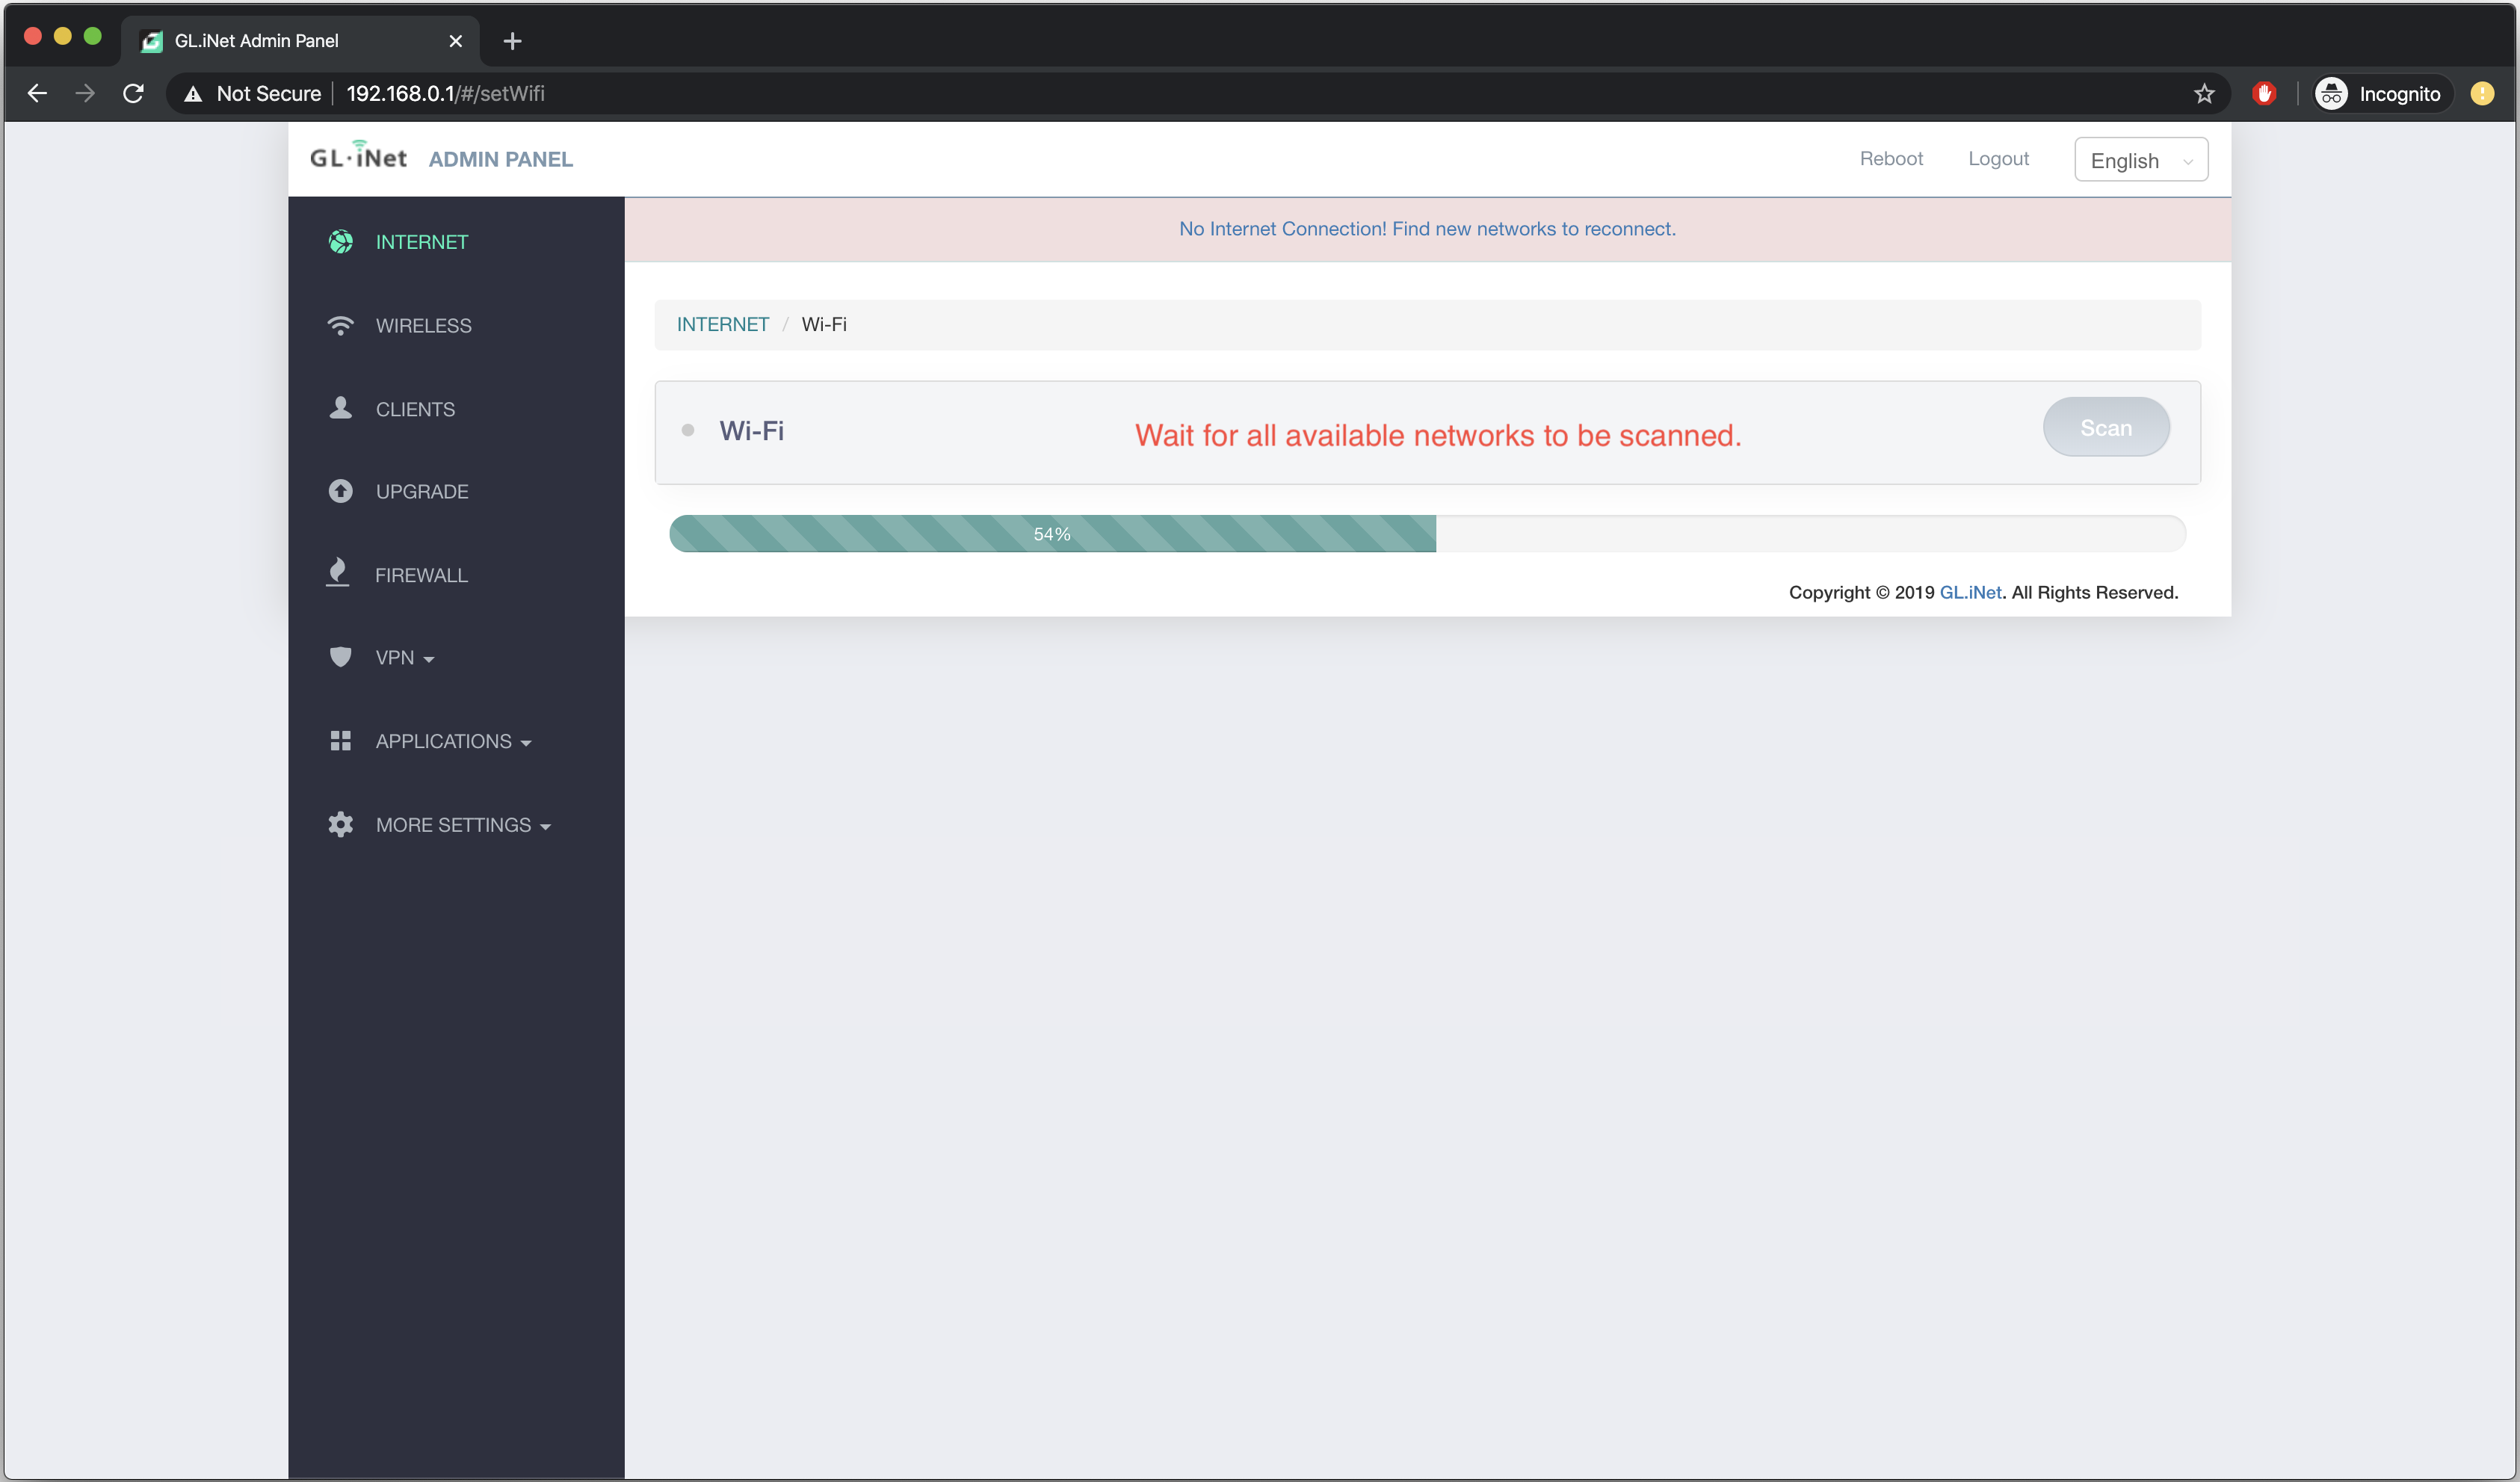 GL.iNet Admin Panel
Not Secure 192.168.0.1/#/setWifi
Incognito
GL·iNet ADMIN PANEL
Reboot Logout English
INTERNET
WIRELESS
CLIENTS
UPGRADE
FIREWALL
VPN
APPLICATIONS
MORE SETTINGS
No Internet Connection! Find new networks to reconnect.
INTERNET / Wi-Fi
Wi-Fi Wait for all available networks to be scanned. Scan
54%
Copyright © 2019 GL.iNet. All Rights Reserved.